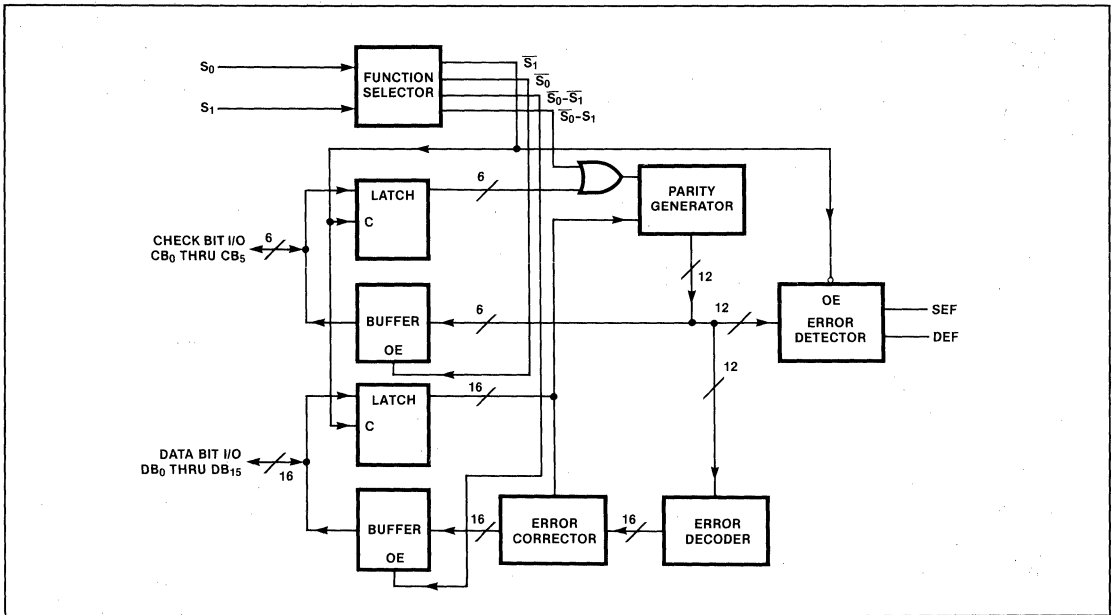 S₀
S₁
FUNCTION
SELECTOR
S̅₁
S̅₀
S̅₀-S̅₁
S̅₀-S₁
LATCH
C
6
PARITY
GENERATOR
CHECK BIT I/O
CB₀ THRU CB₅
6
12
BUFFER
OE
6
12
OE
ERROR
DETECTOR
SEF
DEF
LATCH
C
16
12
DATA BIT I/O
DB₀ THRU DB₁₅
16
BUFFER
OE
16
ERROR
CORRECTOR
16
ERROR
DECODER